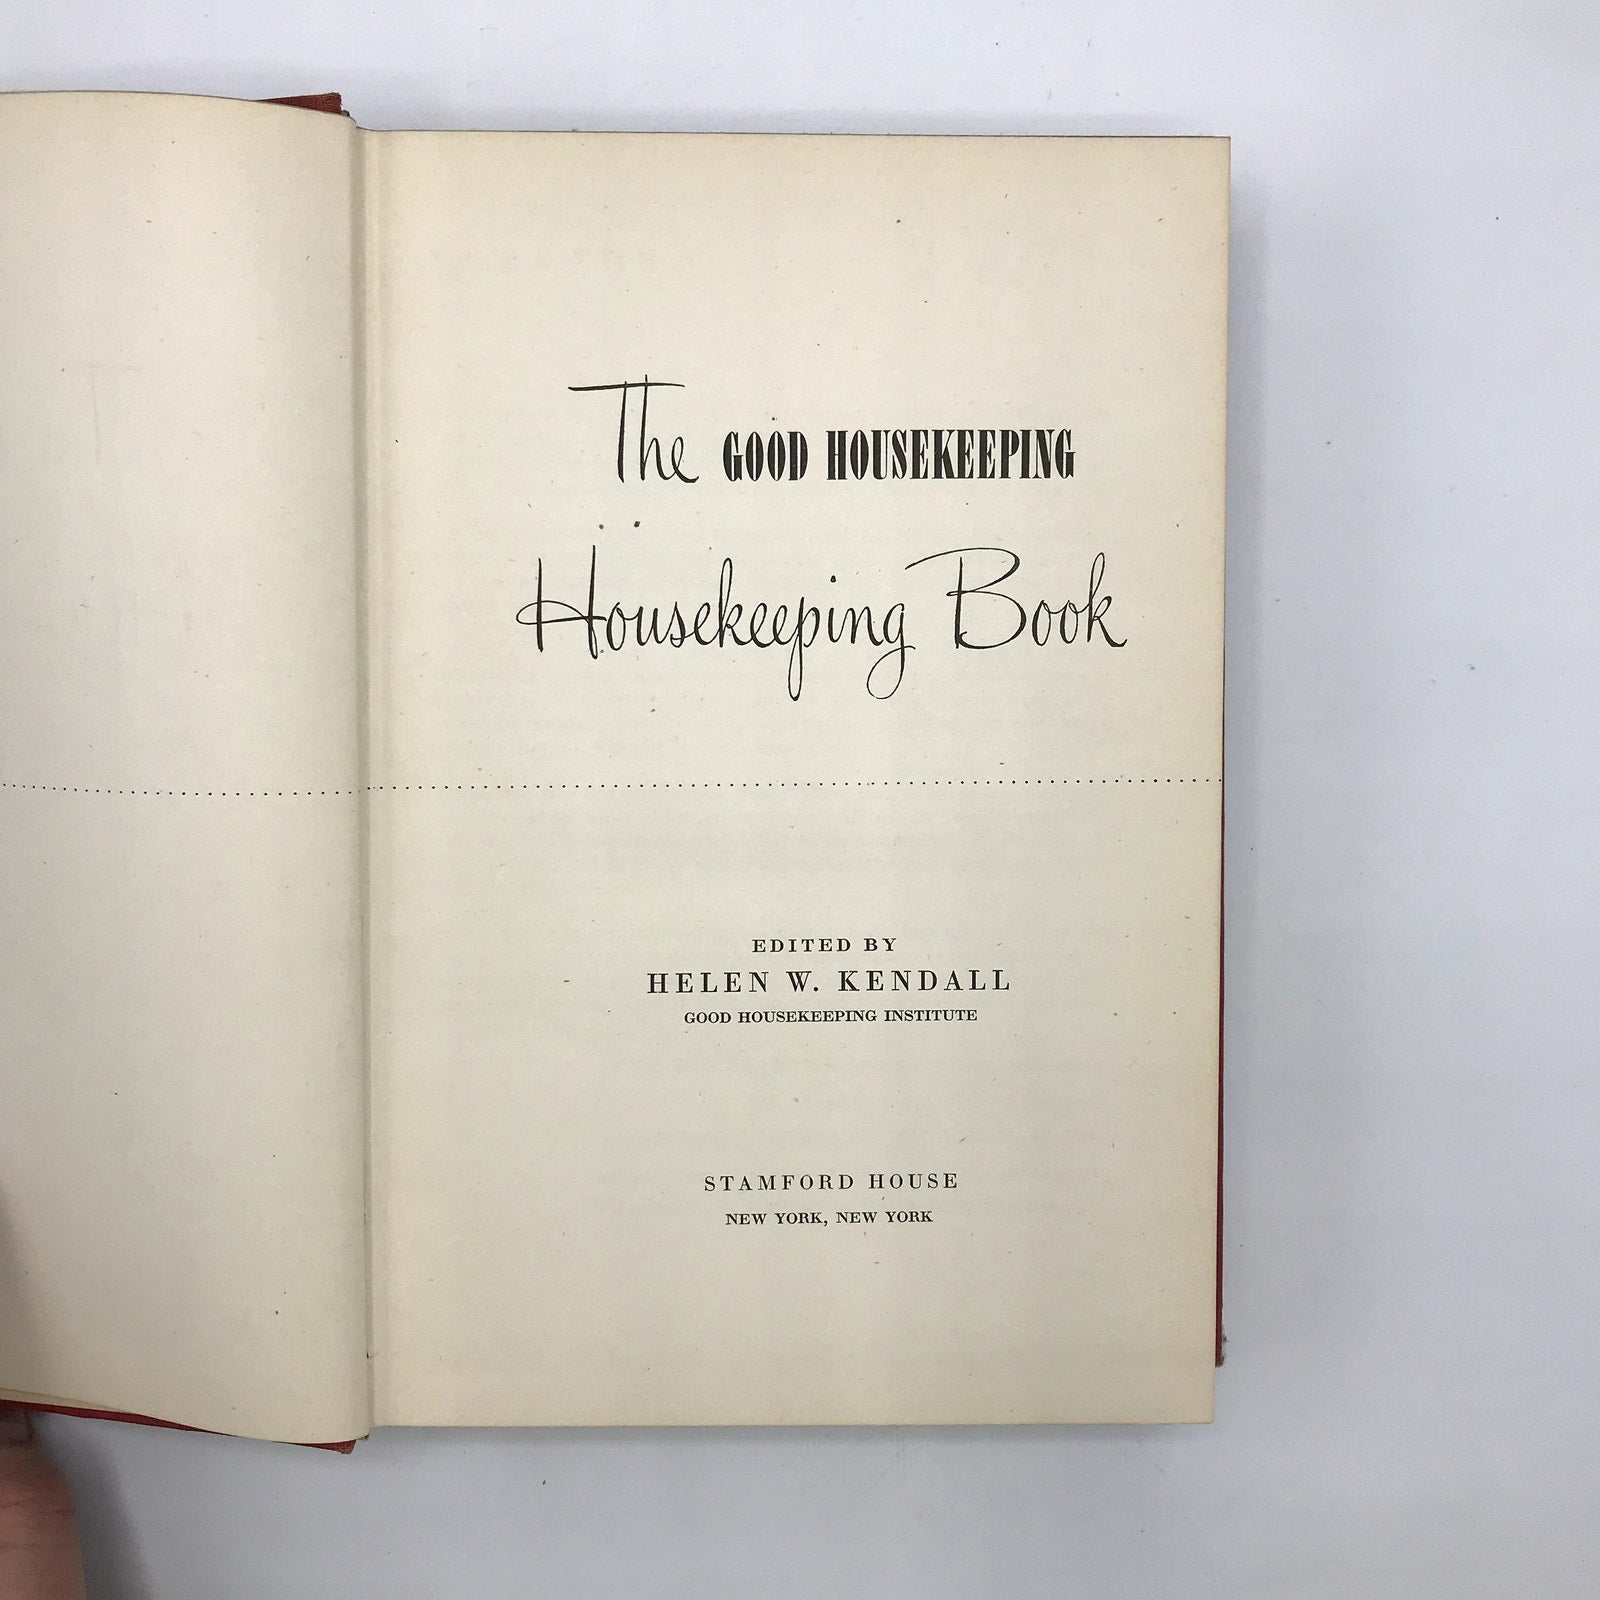 The GOOD HOUSEKEEPING
Housekeeping Book
EDITED BY
HELEN W. KENDALL
GOOD HOUSEKEEPING INSTITUTE
STAMFORD HOUSE
NEW YORK, NEW YORK